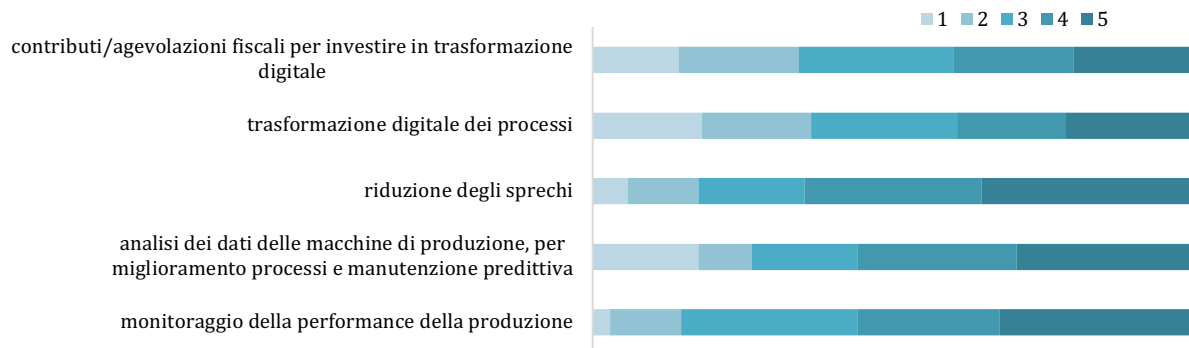 1 2 3 4 5
contributi/agevolazioni fiscali per investire in trasformazione
digitale
trasformazione digitale dei processi
riduzione degli sprechi
analisi dei dati delle macchine di produzione, per
miglioramento processi e manutenzione predittiva
monitoraggio della performance della produzione